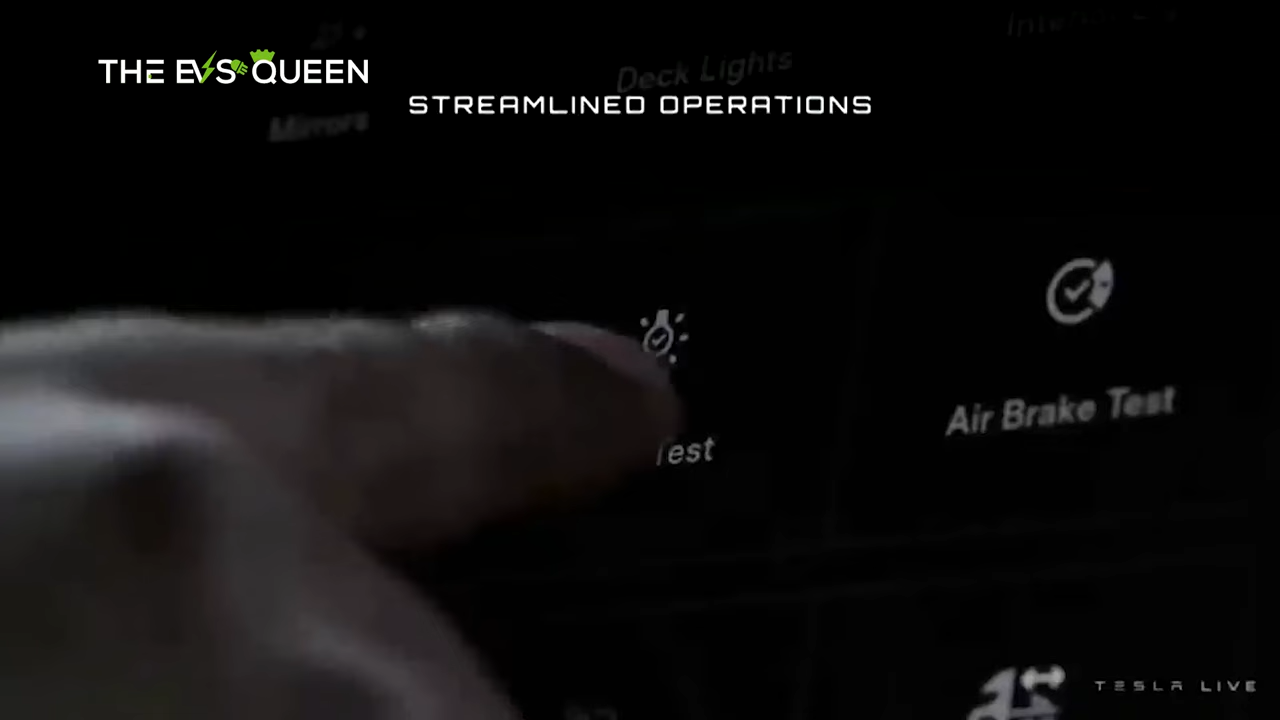 THE EVS QUEEN
Deck Lights
STREAMLINED OPERATIONS
Mirrors
Air Brake Test
Test
TESLA LIVE